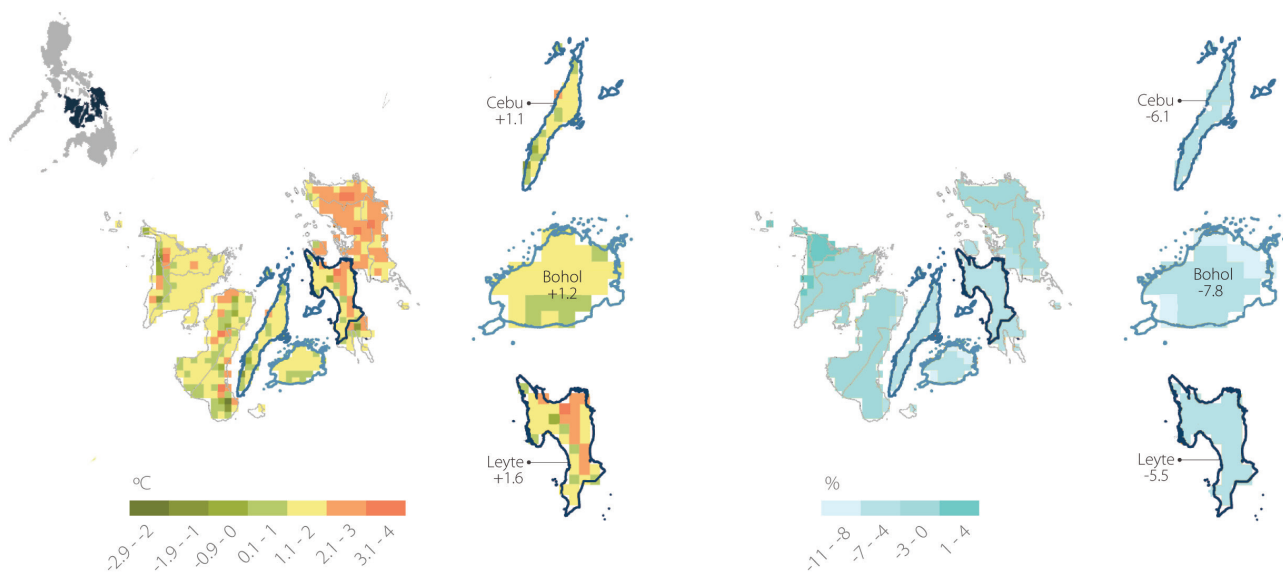 Cebu
+1.1
Bohol
+1.2
Leyte
+1.6
ºC
-2.9 - -2
-1.9 - -1
-0.9 - 0
0.1 - 1
1.1 - 2
2.1 - 3
3.1 - 4
Cebu
-6.1
Bohol
-7.8
Leyte
-5.5
%
-11 - -8
-7 - -4
-3 - 0
1 - 4